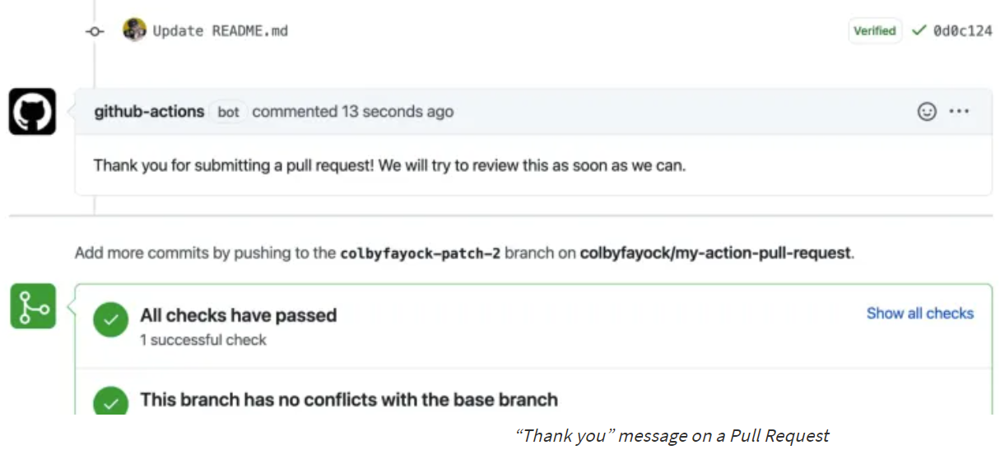 Update README.md Verified 0d0c124
github-actions bot commented 13 seconds ago
Thank you for submitting a pull request! We will try to review this as soon as we can.
Add more commits by pushing to the colbyfayock-patch-2 branch on colbyfayock/my-action-pull-request.
All checks have passed Show all checks
1 successful check
This branch has no conflicts with the base branch
“Thank you” message on a Pull Request